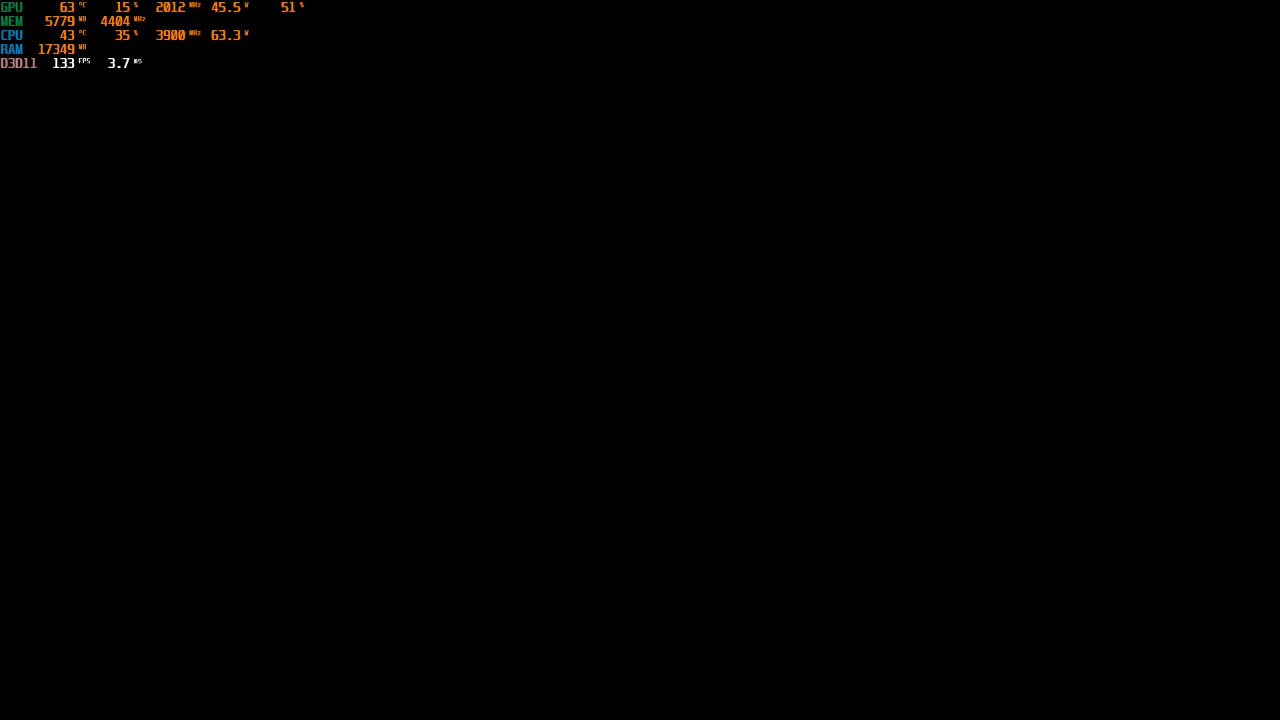 GPU 63 °C 15 % 2012 MHz 45.5 W 51 %
MEM 5779 MB 4404 MHz
CPU 43 °C 35 % 3900 MHz 63.3 W
RAM 17349 MB
D3D11 133 FPS 3.7 ms